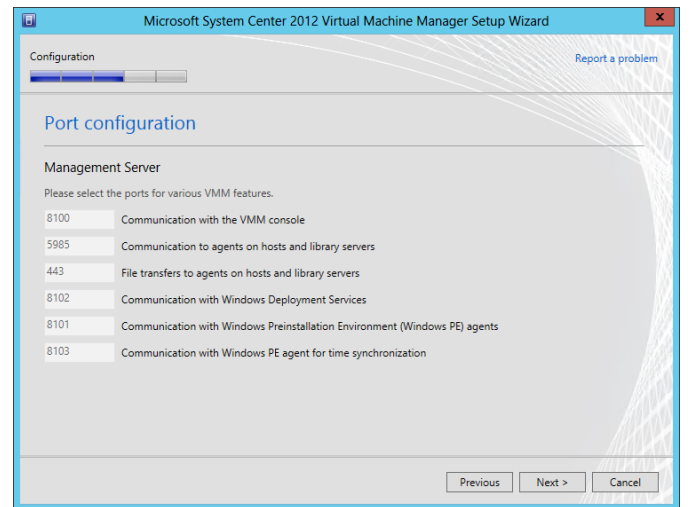 Microsoft System Center 2012 Virtual Machine Manager Setup Wizard
x
Configuration
Report a problem
Port configuration
Management Server
Please select the ports for various VMM features.
8100 Communication with the VMM console
5985 Communication to agents on hosts and library servers
443 File transfers to agents on hosts and library servers
8102 Communication with Windows Deployment Services
8101 Communication with Windows Preinstallation Environment (Windows PE) agents
8103 Communication with Windows PE agent for time synchronization
Previous Next > Cancel